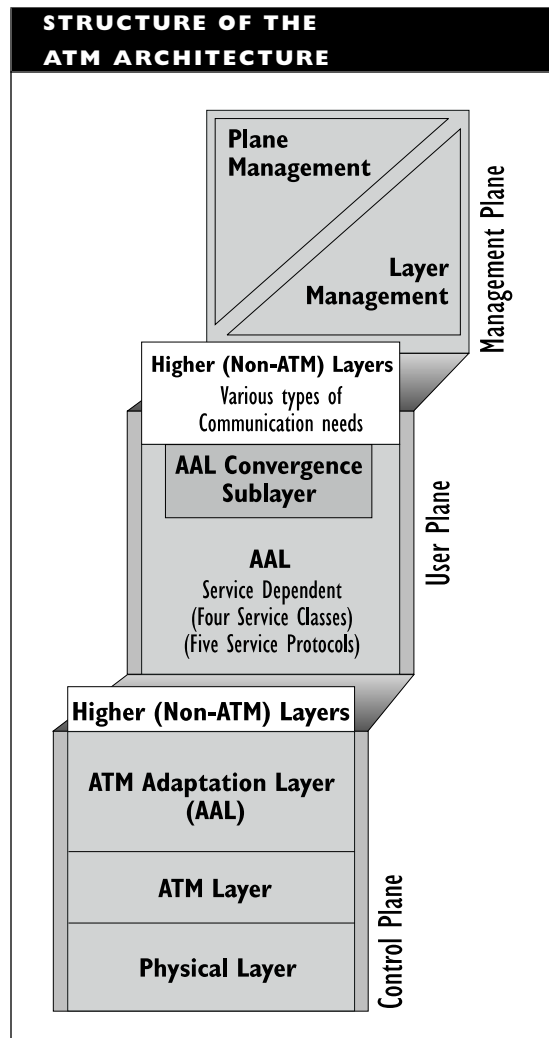 STRUCTURE OF THE
ATM ARCHITECTURE
Plane
Management
Layer
Management
Management Plane
Higher (Non-ATM) Layers
Various types of
Communication needs
AAL Convergence
Sublayer
AAL
Service Dependent
(Four Service Classes)
(Five Service Protocols)
User Plane
Higher (Non-ATM) Layers
ATM Adaptation Layer
(AAL)
ATM Layer
Physical Layer
Control Plane